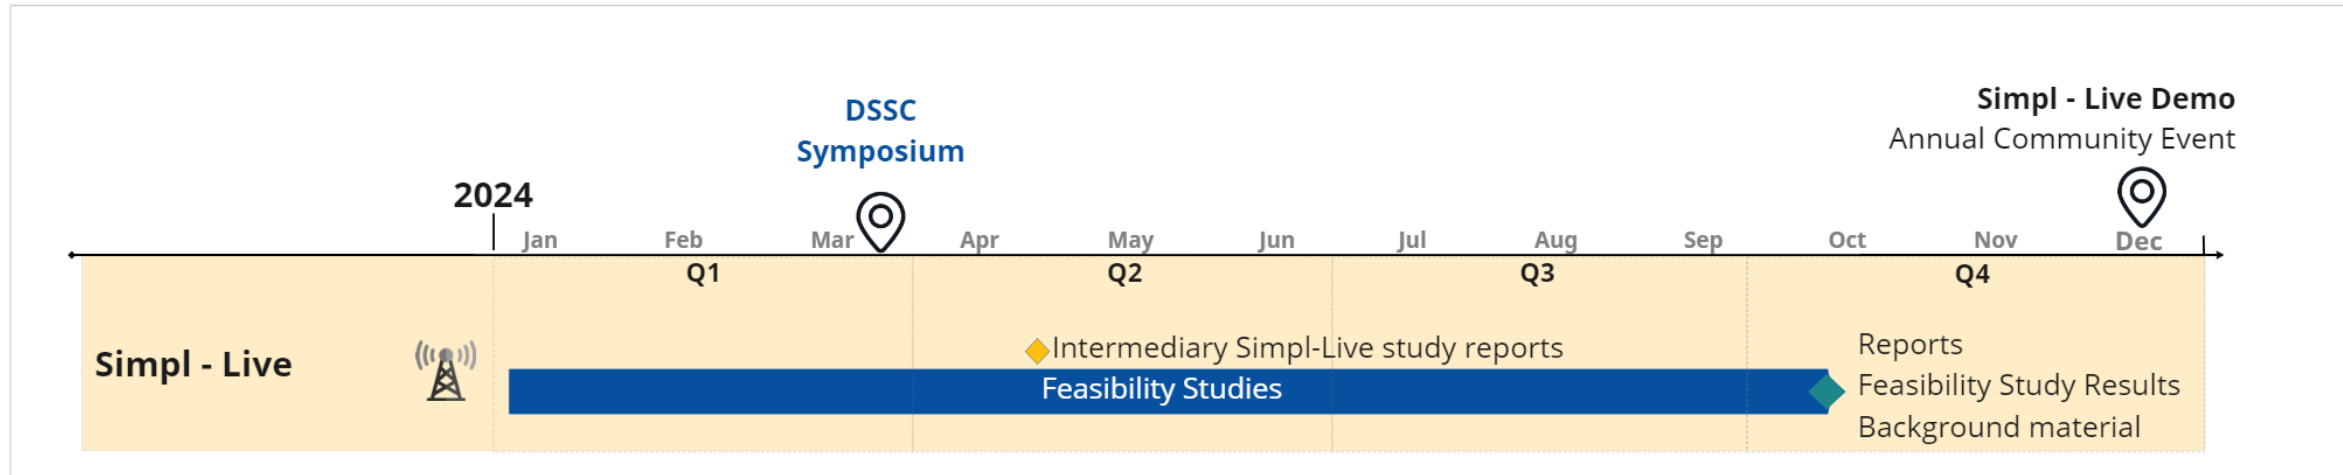 DSSC
Symposium
Simpl - Live Demo
Annual Community Event
2024
Jan Feb Mar Apr May Jun Jul Aug Sep Oct Nov Dec
Q1 Q2 Q3 Q4
Simpl - Live
Intermediary Simpl-Live study reports
Feasibility Studies
Reports
Feasibility Study Results
Background material